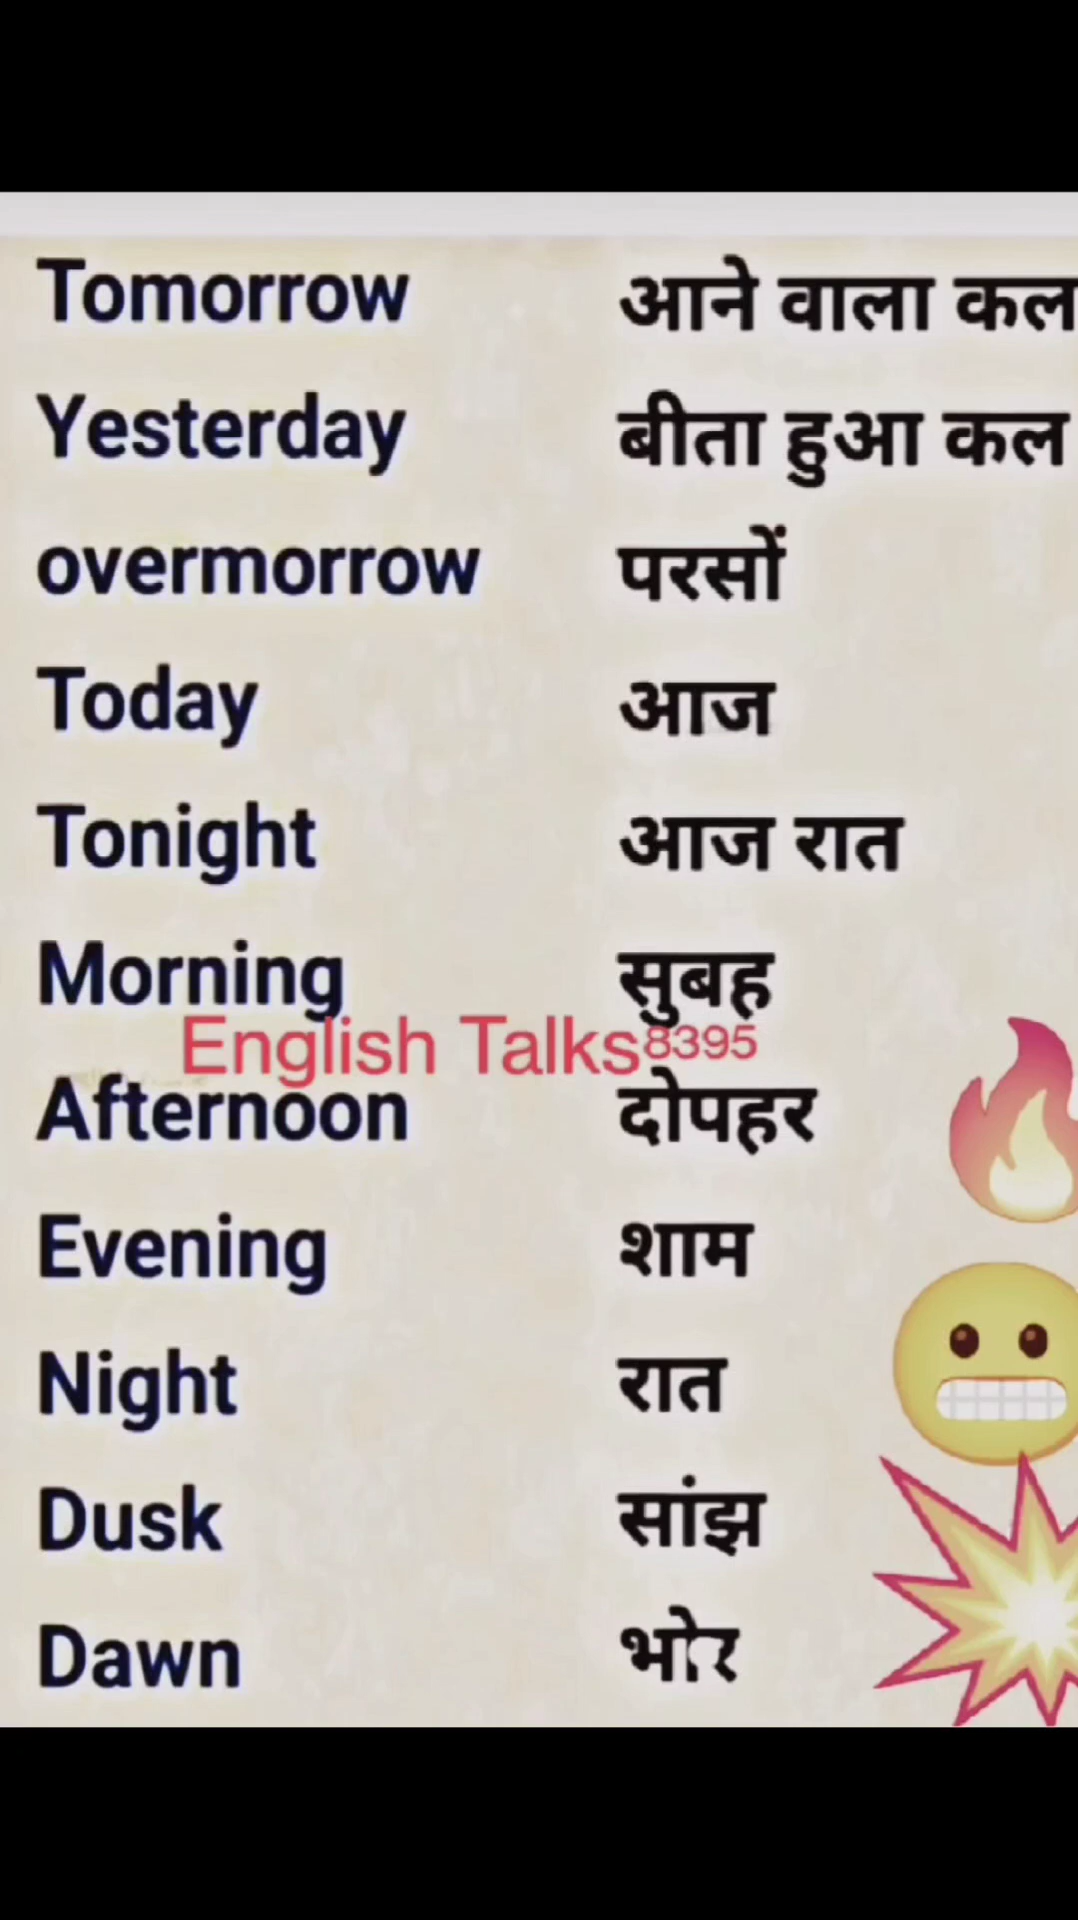 Tomorrow आने वाला कल
Yesterday बीता हुआ कल
overmorrow परसों
Today आज
Tonight आज रात
Morning सुबह
English Talks8395
Afternoon दोपहर
Evening शाम
Night रात
Dusk सांझ
Dawn भोर